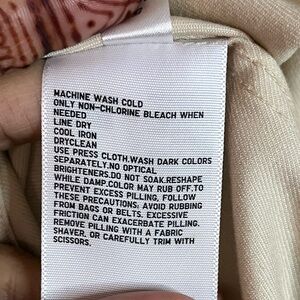 MACHINE WASH COLD
ONLY NON-CHLORINE BLEACH WHEN
NEEDED
LINE DRY
COOL IRON
DRYCLEAN
USE PRESS CLOTH.WASH DARK COLORS
SEPARATELY.NO OPTICAL
BRIGHTENERS.DO NOT SOAK.RESHAPE
WHILE DAMP.COLOR MAY RUB OFF.TO
PREVENT EXCESS PILLING, FOLLOW
THESE PRECAUTIONS; AVOID RUBBING
FROM BAGS OR BELTS. EXCESSIVE
FRICTION CAN EXACERBATE PILLING.
REMOVE PILLING WITH A FABRIC
SHAVER, OR CAREFULLY TRIM WITH
SCISSORS.